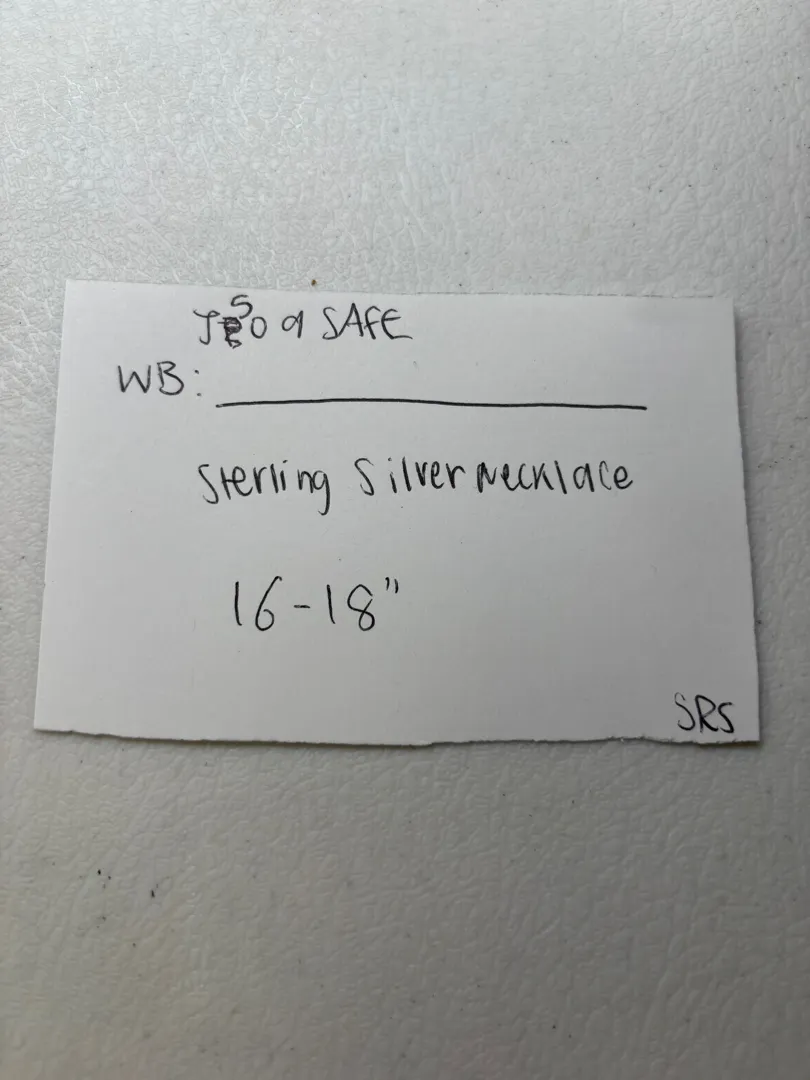 SAFE
WB:
Sterling Silver Necklace
16-18"
SRS